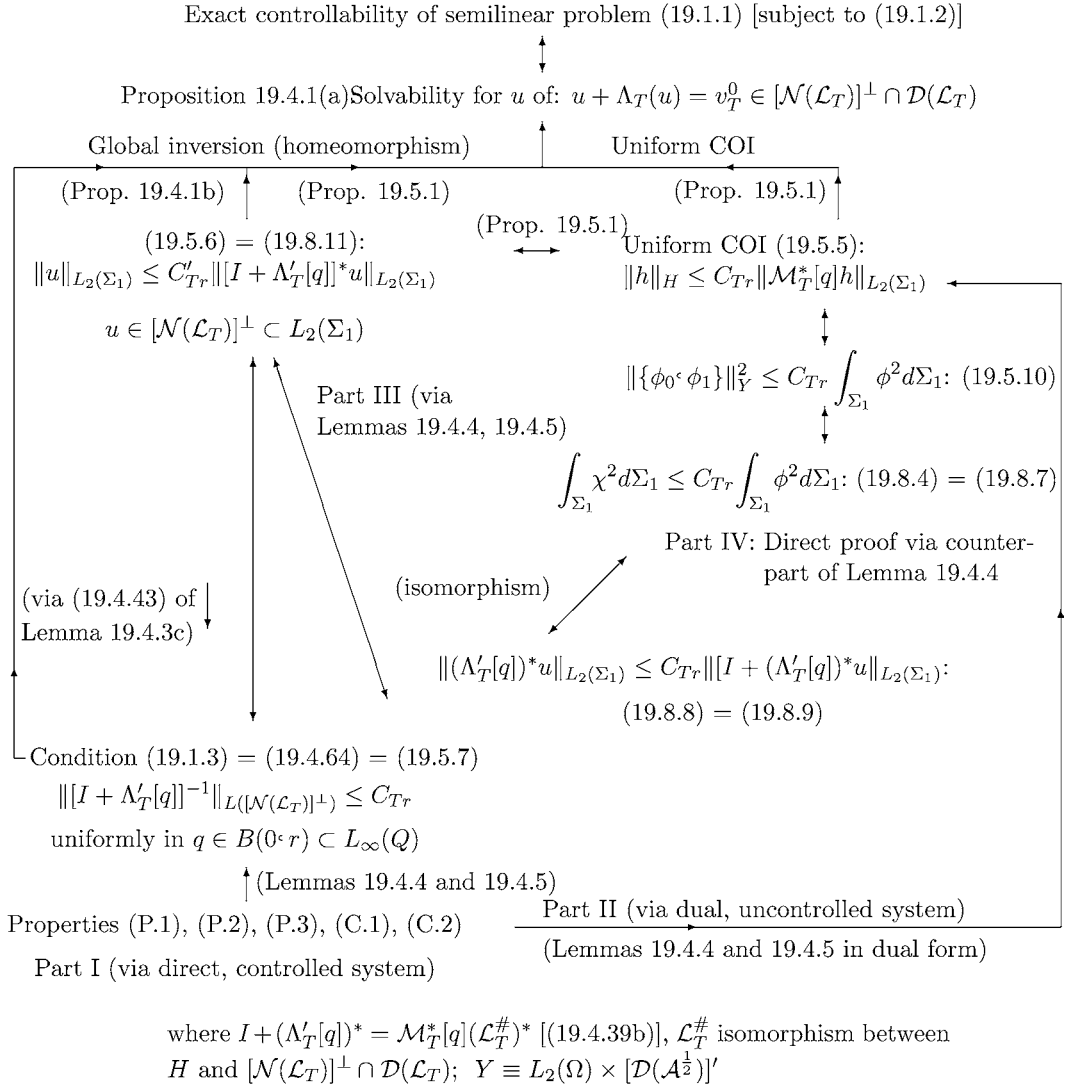 Exact controllability of semilinear problem (19.1.1) [subject to (19.1.2)]
Proposition 19.4.1(a)Solvability for u of: u + Λ_T(u) = v_T^0 ∈ [𝒩(ℒ_T)]^⊥ ∩ 𝒟(ℒ_T)
Global inversion (homeomorphism)
Uniform COI
(Prop. 19.4.1b)
(Prop. 19.5.1)
(Prop. 19.5.1)
(Prop. 19.5.1)
(19.5.6) = (19.8.11):
‖u‖_{L_2(Σ_1)} ≤ C'_{Tr}‖[I + Λ'_T[q]]^*u‖_{L_2(Σ_1)}
u ∈ [𝒩(ℒ_T)]^⊥ ⊂ L_2(Σ_1)
Uniform COI (19.5.5):
‖h‖_H ≤ C_{Tr}‖ℳ_T^*[q]h‖_{L_2(Σ_1)}
‖{ϕ_0‘ ϕ_1}‖_Y^2 ≤ C_{Tr} ∫_{Σ_1} ϕ^2dΣ_1: (19.5.10)
Part III (via
Lemmas 19.4.4, 19.4.5)
∫_{Σ_1} χ^2dΣ_1 ≤ C_{Tr} ∫_{Σ_1} ϕ^2dΣ_1: (19.8.4) = (19.8.7)
Part IV: Direct proof via counter-
part of Lemma 19.4.4
(isomorphism)
(via (19.4.43) of
Lemma 19.4.3c)
‖(Λ'_T[q])^*u‖_{L_2(Σ_1)} ≤ C_{Tr}‖[I + (Λ'_T[q])^*u‖_{L_2(Σ_1)}:
(19.8.8) = (19.8.9)
Condition (19.1.3) = (19.4.64) = (19.5.7)
‖[I + Λ'_T[q]]^{-1}‖_{L([𝒩(ℒ_T)]^⊥)} ≤ C_{Tr}
uniformly in q ∈ B(0‘ r) ⊂ L_∞(Q)
(Lemmas 19.4.4 and 19.4.5)
Properties (P.1), (P.2), (P.3), (C.1), (C.2)
Part I (via direct, controlled system)
Part II (via dual, uncontrolled system)
(Lemmas 19.4.4 and 19.4.5 in dual form)
where I+(Λ'_T[q])^* = ℳ_T^*[q](ℒ_T^#)^* [(19.4.39b)], ℒ_T^# isomorphism between
H and [𝒩(ℒ_T)]^⊥ ∩ 𝒟(ℒ_T); Y ≡ L_2(Ω) × [𝒟(𝒜^{1/2})]'